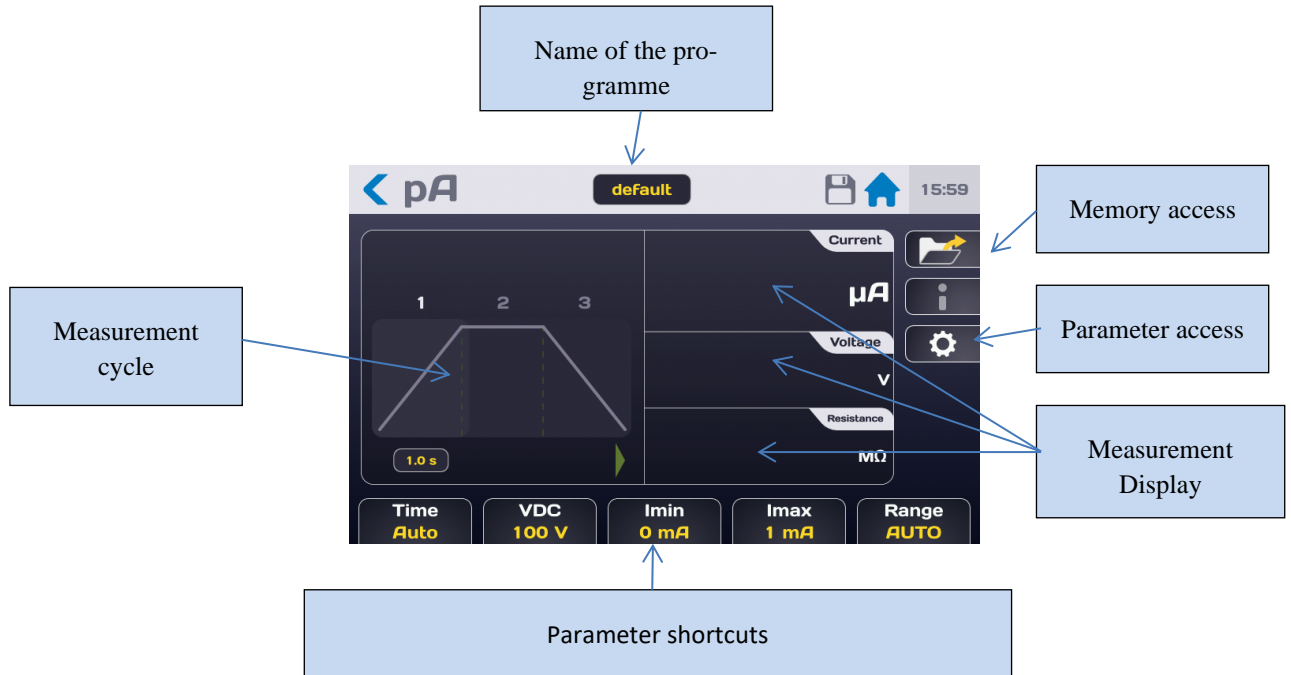 Name of the pro-
gramme
pA
default
15:59
Memory access
Measurement
cycle
1 2 3
1.0 s
Current
µA
Voltage
V
Resistance
MΩ
Parameter access
Measurement
Display
Time
Auto
VDC
100 V
Imin
0 mA
Imax
1 mA
Range
AUTO
Parameter shortcuts